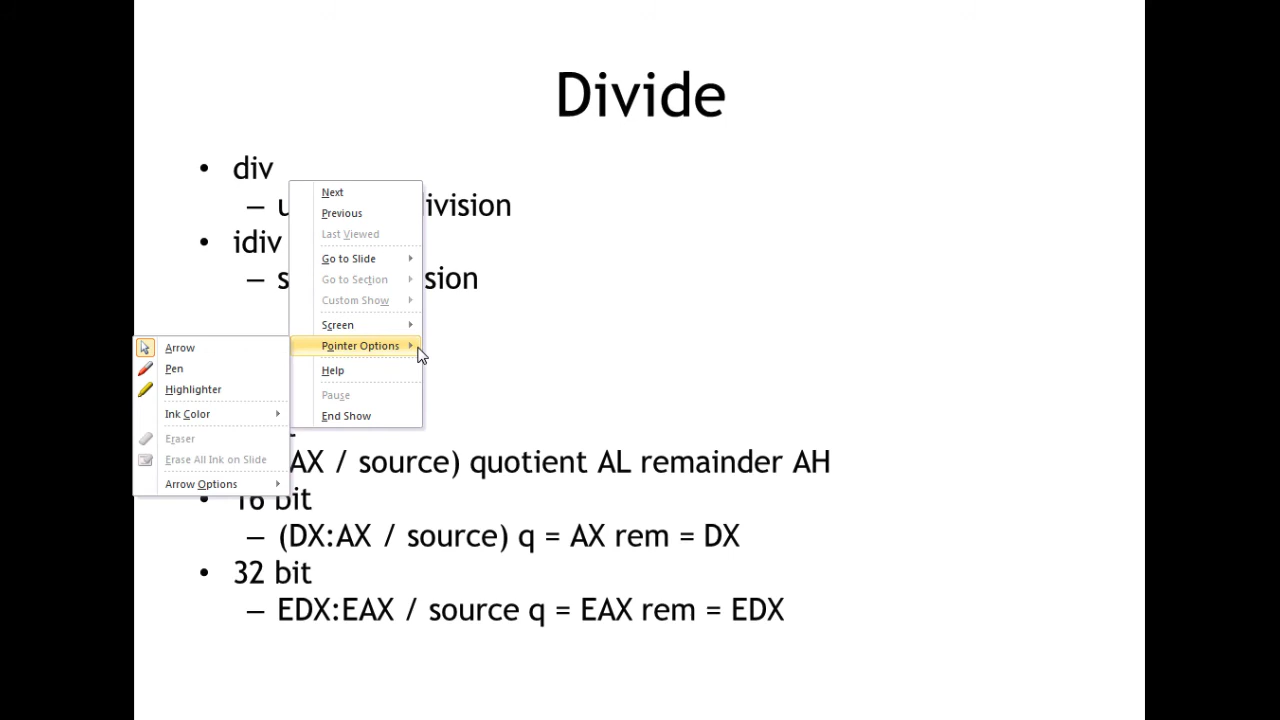 Divide
• div
– u
ivision
• idiv
– s
sion
AX / source) quotient AL remainder AH
• 16 bit
– (DX:AX / source) q = AX rem = DX
• 32 bit
– EDX:EAX / source q = EAX rem = EDX
Next
Previous
Last Viewed
Go to Slide
Go to Section
Custom Show
Screen
Pointer Options
Help
Pause
End Show
Arrow
Pen
Highlighter
Ink Color
Eraser
Erase All Ink on Slide
Arrow Options